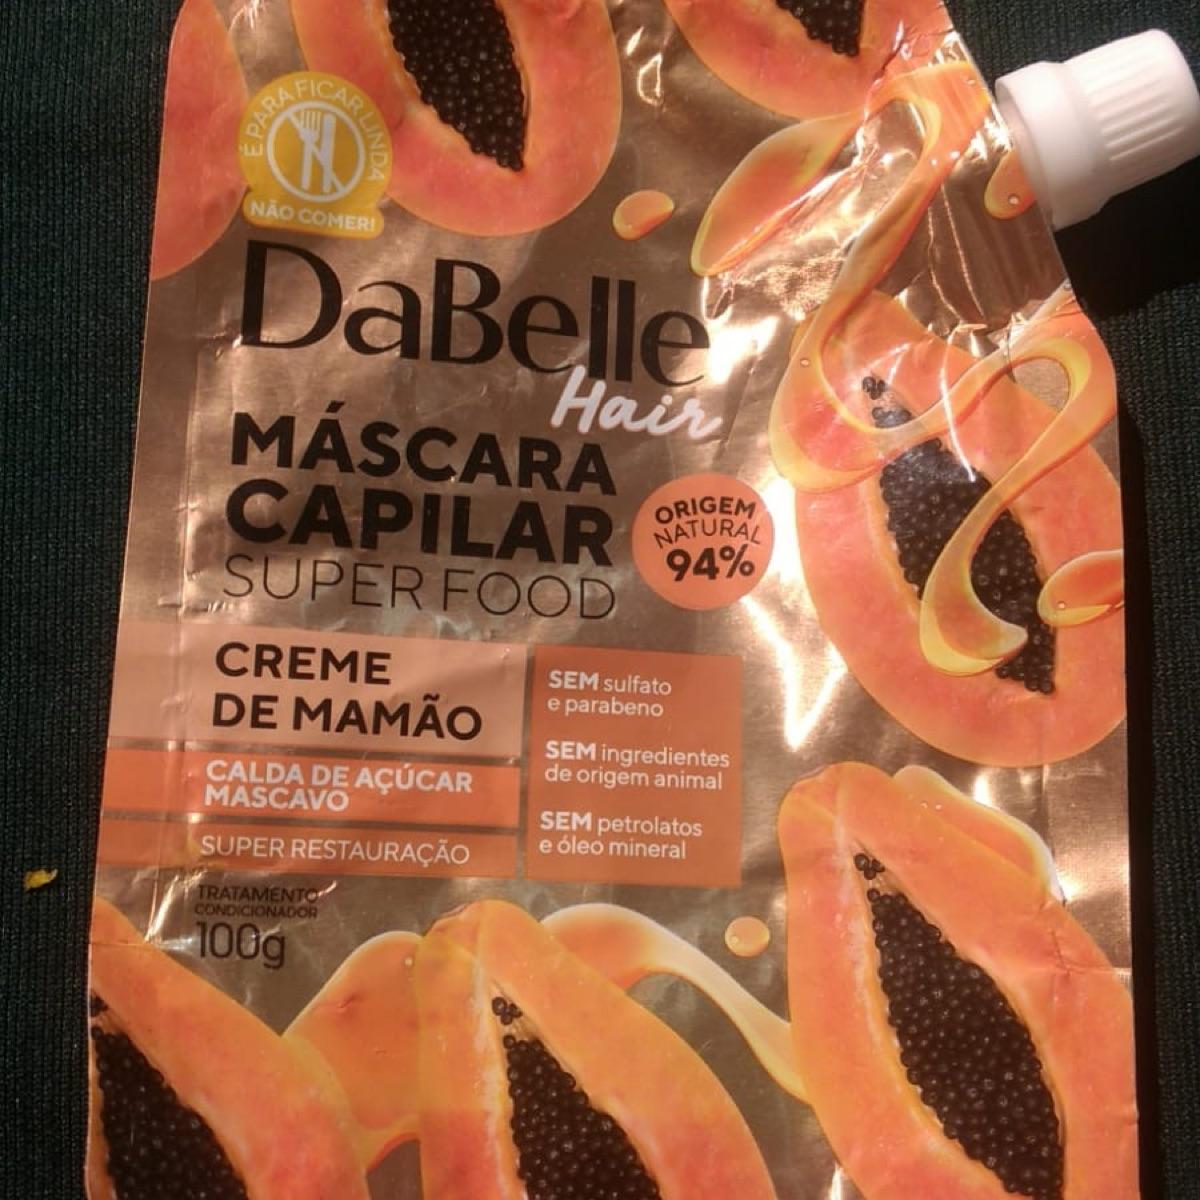 É PARA FICAR LINDA
NÃO COMER!
DaBelle
Hair
MÁSCARA
CAPILAR
SUPER FOOD
ORIGEM
NATURAL
94%
CREME
DE MAMÃO
CALDA DE AÇÚCAR
MASCAVO
SUPER RESTAURAÇÃO
SEM sulfato
e parabeno
SEM ingredientes
de origem animal
SEM petrolatos
e óleo mineral
TRATAMENTO
CONDICIONADOR
100g